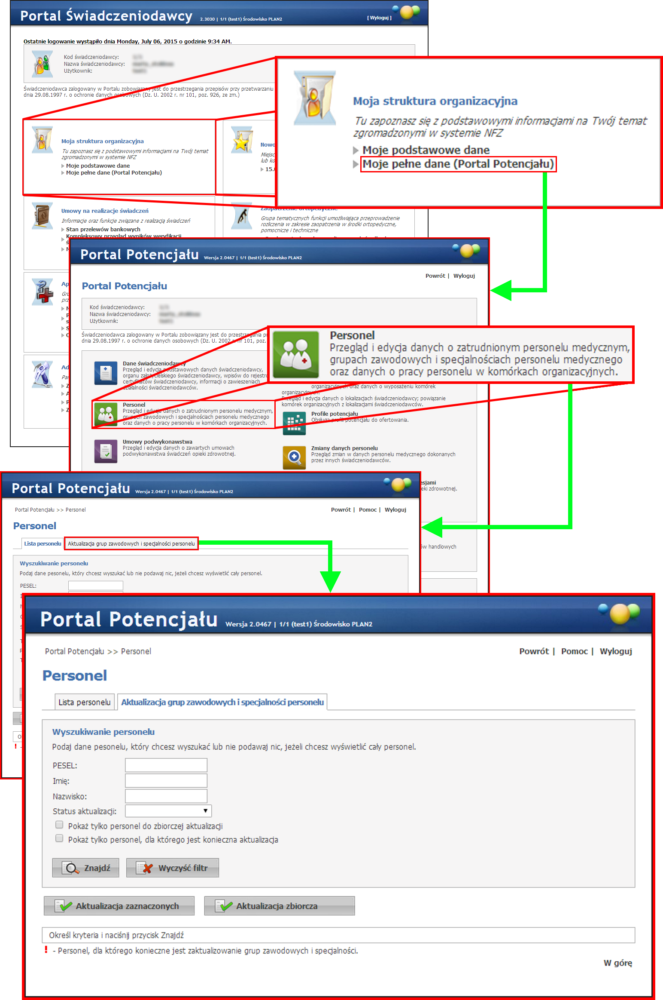 Portal Świadczeniodawcy 2.3030 | 1/1 (test1) Środowisko PLAN2
[ Wyloguj ]
Ostatnie logowanie wystąpiło dnia Monday, July 06, 2015 o godzinie 9:34 AM.
Kod świadczeniodawcy:
Nazwa świadczeniodawcy:
Użytkownik:
Świadczeniodawca zalogowany w Portalu zobowiązany jest do przestrzegania przepisów przy przetwarzaniu
dnia 29.08.1997 r. o ochronie danych osobowych (Dz. U. 2002 r. nr 101, poz. 926, ze zm.)
Moja struktura organizacyjna
Tu zapoznasz się z podstawowymi informacjami na Twój temat
zgromadzonymi w systemie NFZ
Moje podstawowe dane
Moje pełne dane (Portal Potencjału)
Moja struktura organizacyjna
Tu zapoznasz się z podstawowymi informacjami na Twój temat
zgromadzonymi w systemie NFZ
Moje podstawowe dane
Moje pełne dane (Portal Potencjału)
Nowo
Miejsc
lub ko
15.0
Umowy na realizacje świadczeń
Informacje oraz funkcje związane z realizacją świadczeń
Stan przelewów bankowych
Kompleksowy przegląd wyników weryfikacji
Zaopatrzenie ortopedyczne
Grupa tematycznych funkcji umożliwiająca przeprowadzenie
rozliczenia w zakresie zaopatrzenia w środki ortopedyczne,
pomocnicze i techniczne
Ap
Gru
prz
Ad
Par
Portal Potencjału Wersja 2.0467 | 1/1 (test1) Środowisko PLAN2
Powrót | Wyloguj
Portal Potencjału
Kod świadczeniodawcy:
Nazwa świadczeniodawcy:
Użytkownik:
Świadczeniodawca zalogowany w Portalu zobowiązany jest do przestrzegania pr
dnia 29.08.1997 r. o ochronie danych osobowych (Dz. U. 2002 r. nr 101, poz.
Personel
Przegląd i edycja danych o zatrudnionym personelu medycznym,
grupach zawodowych i specjalnościach personelu medycznego
oraz danych o pracy personelu w komórkach organizacyjnych.
Dane świadczeniodawcy
Przegląd i edycja podstawowych danych świadczeniodawcy,
organu założycielskiego świadczeniodawcy, wpisów do rejestró
certyfikatów świadczeniodawcy, informacji o zawieszeniach
działalności świadczeniodawców.
organizacyjnych oraz danych o wyposażeniu komórek
organizacyjnych.
Przegląd i edycja danych o lokalizacjach świadczeniodawcy; powiązanie
komórek organizacyjnych z lokalizacjami świadczeniodawców.
Personel
Przegląd i edycja danych o zatrudnionym personelu medycznym,
grupach zawodowych i specjalnościach personelu medycznego
oraz danych o pracy personelu w komórkach organizacyjnych.
Profile potencjału
Obsługa profili potencjału do ofertowania.
Umowy podwykonawstwa
Przegląd i edycja danych o zawartych umowach
podwykonawstwa świadczeń opieki zdrowotnej.
Zmiany danych personelu
Przegląd zmian w danych personelu medycznego dokonanych
przez innych świadczeniodawców.
esjami
eki zdrowotnej.
ów handlowych
Portal Potencjału Wersja 2.0467 | 1/1 (test1) Środowisko PLAN2
Portal Potencjału >> Personel
Powrót | Pomoc | Wyloguj
Personel
Lista personelu
Aktualizacja grup zawodowych i specjalności personelu
Wyszukiwanie personelu
Podaj dane pesonelu, który chcesz wyszukać lub nie podawaj nic, jeżeli chcesz wyświetlić cały personel.
PESEL:
Portal Potencjału Wersja 2.0467 | 1/1 (test1) Środowisko PLAN2
Portal Potencjału >> Personel
Powrót | Pomoc | Wyloguj
Personel
Lista personelu
Aktualizacja grup zawodowych i specjalności personelu
Wyszukiwanie personelu
Podaj dane pesonelu, który chcesz wyszukać lub nie podawaj nic, jeżeli chcesz wyświetlić cały personel.
PESEL:
Imię:
Nazwisko:
Status aktualizacji:
Pokaż tylko personel do zbiorczej aktualizacji
Pokaż tylko personel, dla którego jest konieczna aktualizacja
Znajdź
Wyczyść filtr
Aktualizacja zaznaczonych
Aktualizacja zbiorcza
Określ kryteria i naciśnij przycisk Znajdź
! - Personel, dla którego konieczne jest zaktualizowanie grup zawodowych i specjalności.
W górę